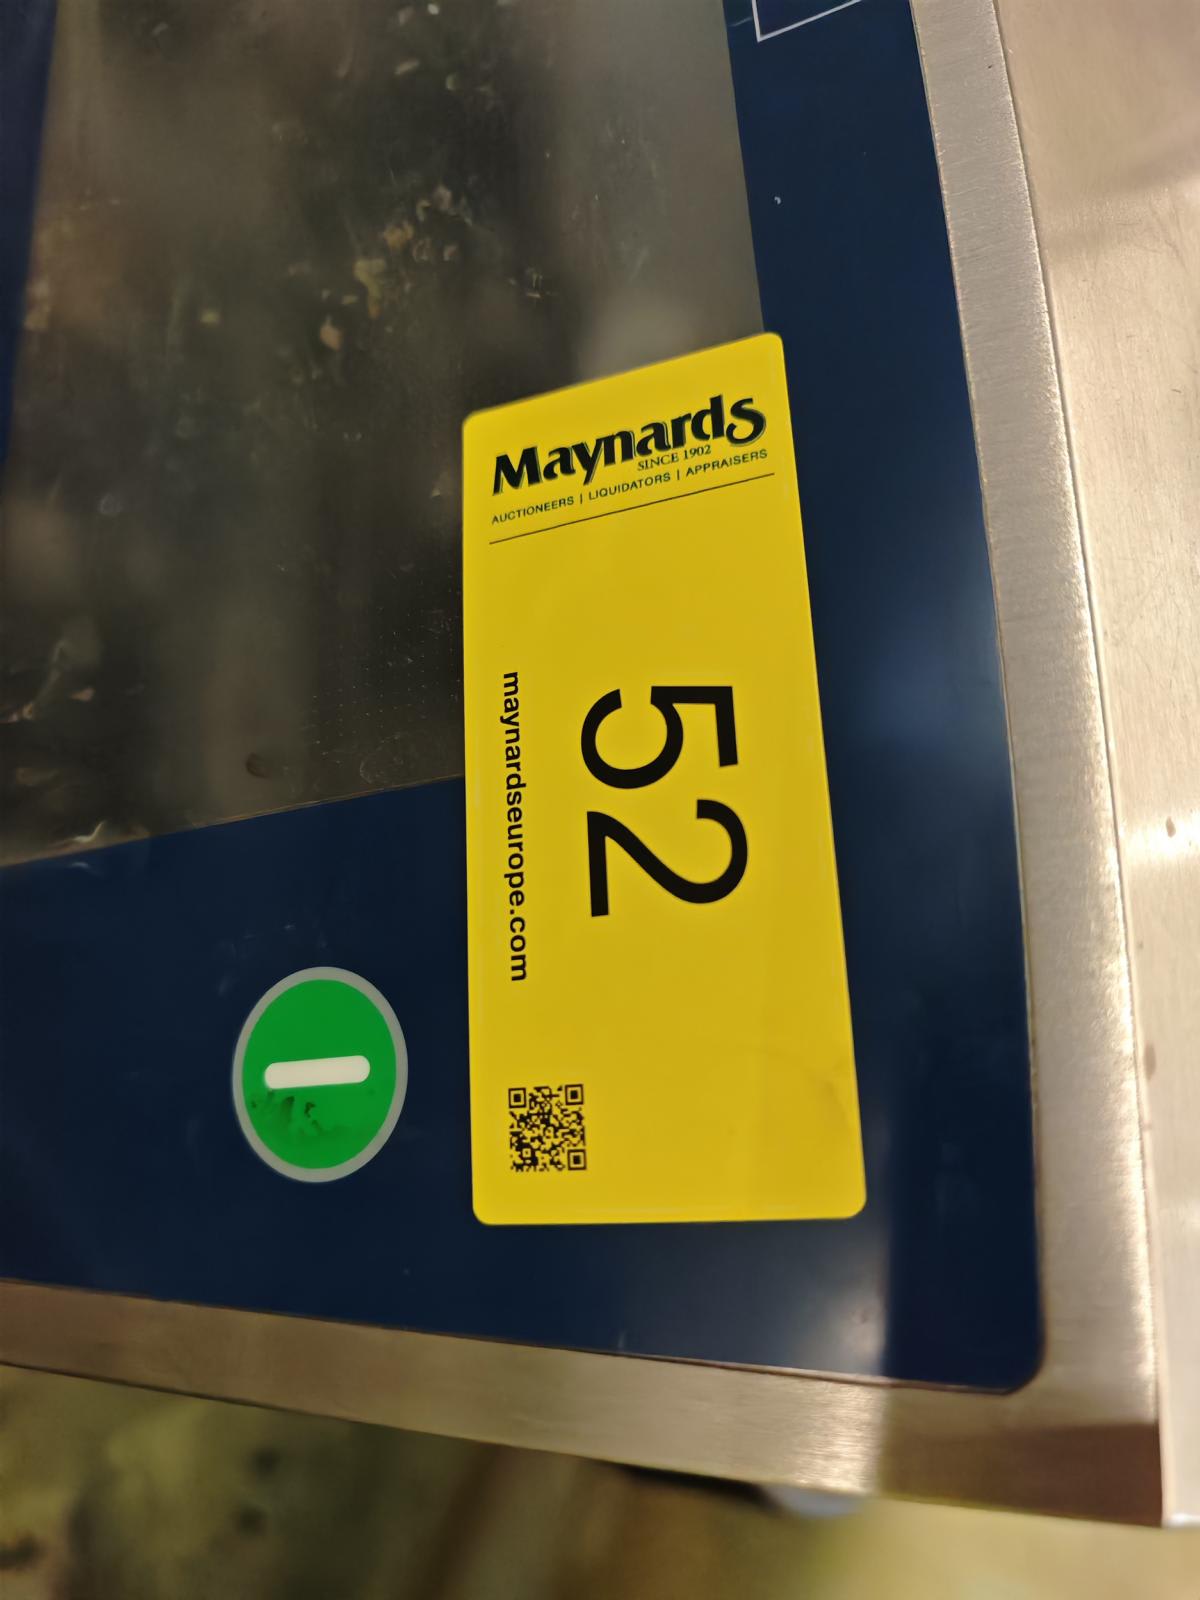 Maynards
SINCE 1902
AUCTIONEERS | LIQUIDATORS | APPRAISERS
52
maynardseurope.com